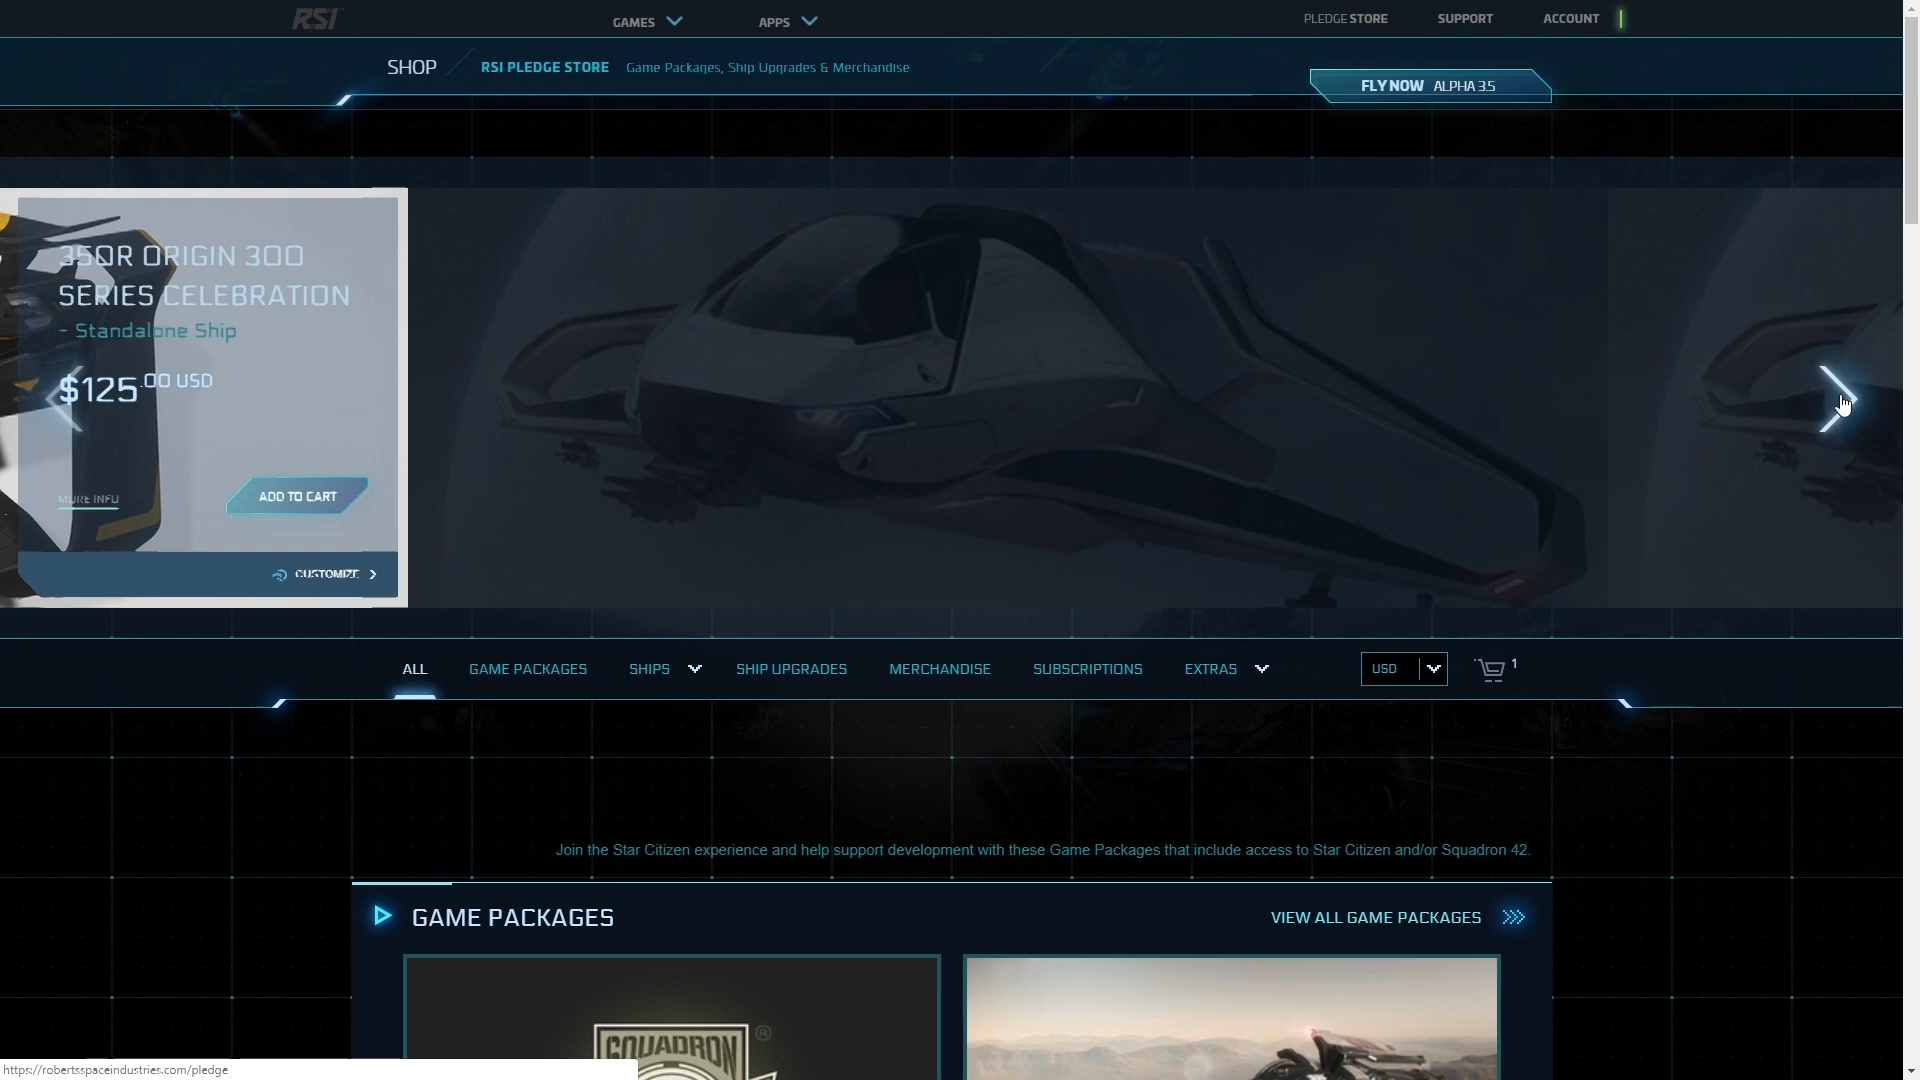 RSI
GAMES
APPS
PLEDGE STORE
SUPPORT
ACCOUNT
SHOP
RSI PLEDGE STORE
Game Packages, Ship Upgrades & Merchandise
FLY NOW ALPHA 3.5
350R ORIGIN 300
SERIES CELEBRATION
- Standalone Ship
$125.00 USD
MORE INFO
ADD TO CART
CUSTOMIZE
ALL
GAME PACKAGES
SHIPS
SHIP UPGRADES
MERCHANDISE
SUBSCRIPTIONS
EXTRAS
USD
1
Join the Star Citizen experience and help support development with these Game Packages that include access to Star Citizen and/or Squadron 42.
GAME PACKAGES
VIEW ALL GAME PACKAGES
SQUADRON ®
https://robertsspaceindustries.com/pledge